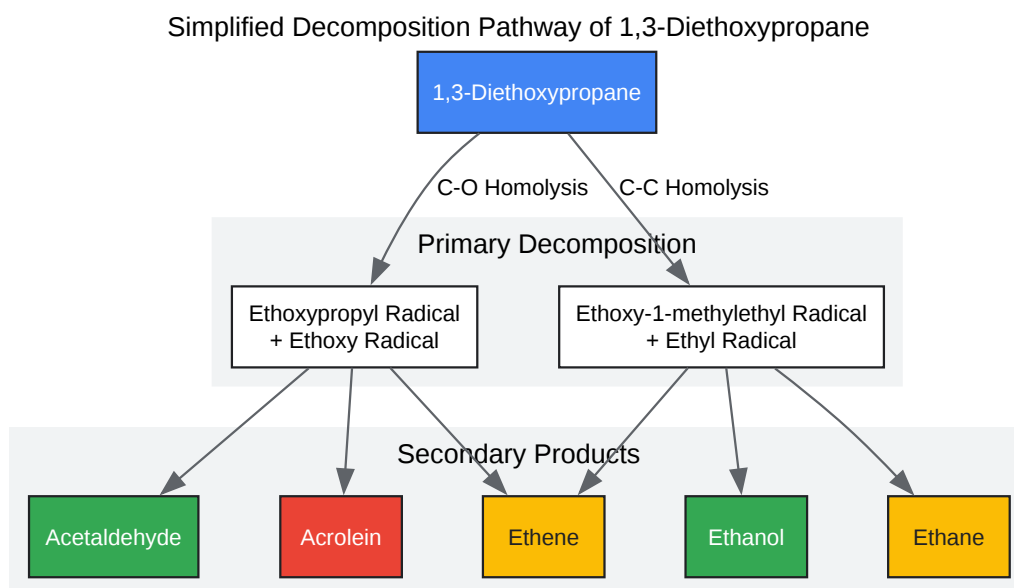 Simplified Decomposition Pathway of 1,3-Diethoxypropane
1,3-Diethoxypropane
C-O Homolysis
C-C Homolysis
Primary Decomposition
Ethoxypropyl Radical
+ Ethoxy Radical
Ethoxy-1-methylethyl Radical
+ Ethyl Radical
Secondary Products
Acetaldehyde
Acrolein
Ethene
Ethanol
Ethane